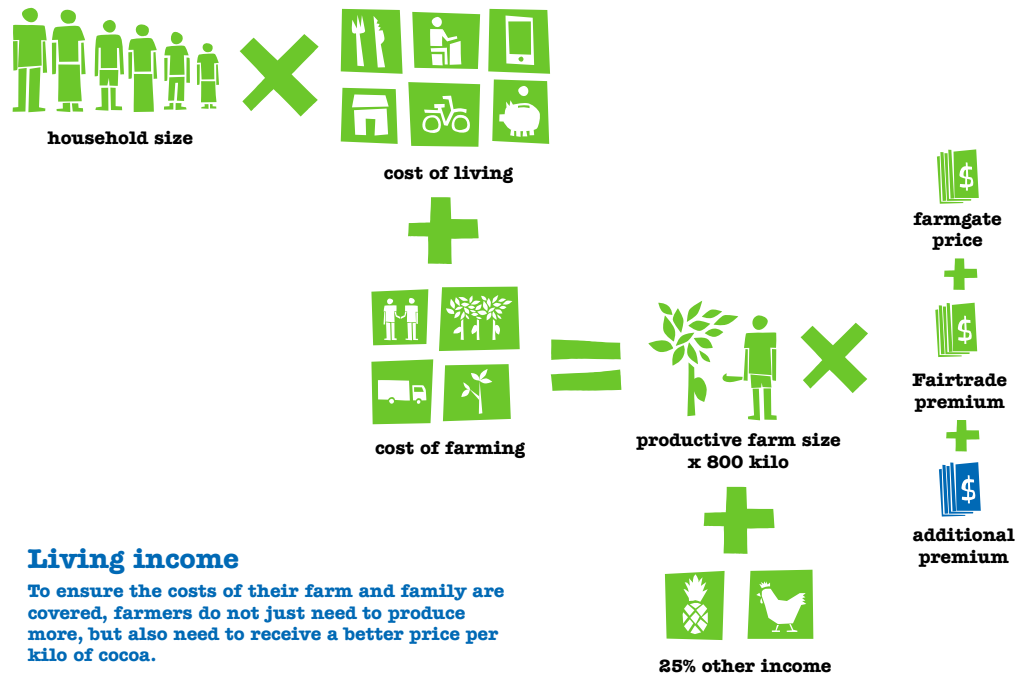 household size
cost of living
cost of farming
productive farm size
x 800 kilo
25% other income
$
farmgate
price
$
Fairtrade
premium
$
additional
premium
Living income
To ensure the costs of their farm and family are
covered, farmers do not just need to produce
more, but also need to receive a better price per
kilo of cocoa.